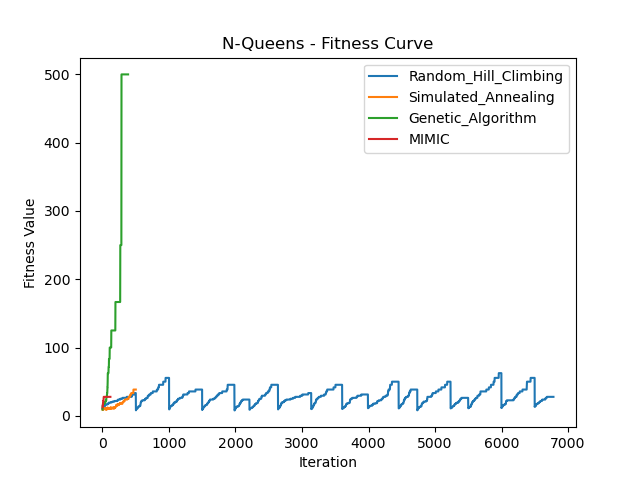 N-Queens - Fitness Curve
Random_Hill_Climbing
Simulated_Annealing
Genetic_Algorithm
MIMIC
Fitness Value
500
400
300
200
100
0
0 1000 2000 3000 4000 5000 6000 7000
Iteration